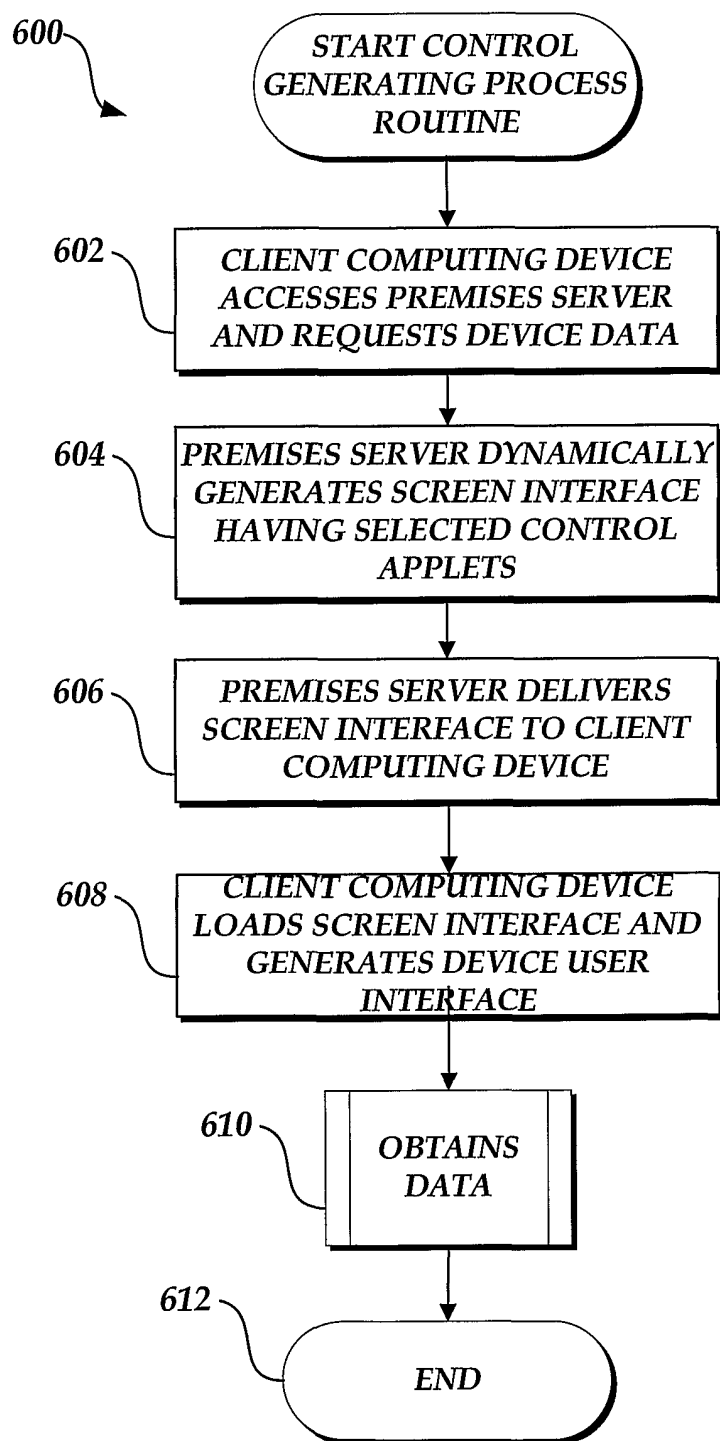 600
START CONTROL
GENERATING PROCESS
ROUTINE
602
CLIENT COMPUTING DEVICE
ACCESSES PREMISES SERVER
AND REQUESTS DEVICE DATA
604
PREMISES SERVER DYNAMICALLY
GENERATES SCREEN INTERFACE
HAVING SELECTED CONTROL
APPLETS
606
PREMISES SERVER DELIVERS
SCREEN INTERFACE TO CLIENT
COMPUTING DEVICE
608
CLIENT COMPUTING DEVICE
LOADS SCREEN INTERFACE AND
GENERATES DEVICE USER
INTERFACE
610
OBTAINS
DATA
612
END